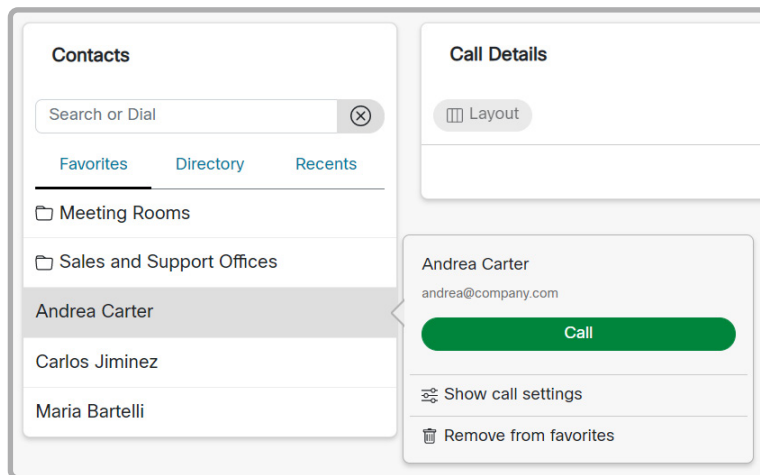 Contacts
Search or Dial
Favorites Directory Recents
Meeting Rooms
Sales and Support Offices
Andrea Carter
Carlos Jiminez
Maria Bartelli
Call Details
Layout
Andrea Carter
andrea@company.com
Call
Show call settings
Remove from favorites